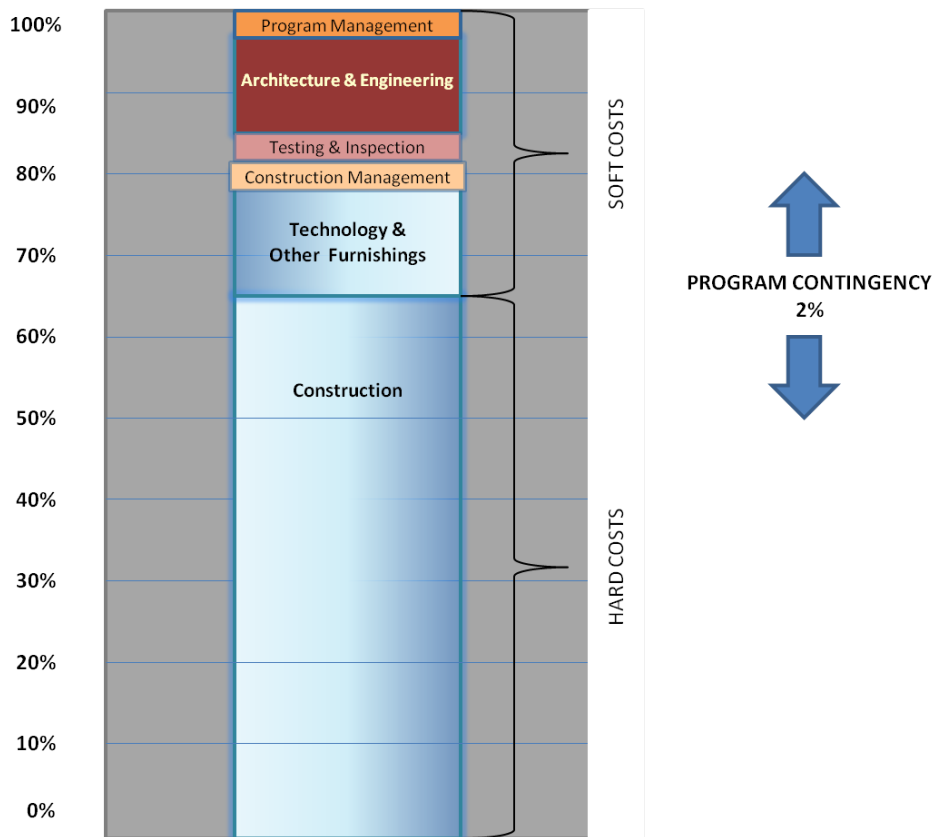 100%
90%
80%
70%
60%
50%
40%
30%
20%
10%
0%
Program Management
Architecture & Engineering
Testing & Inspection
Construction Management
Technology &
Other Furnishings
Construction
SOFT COSTS
HARD COSTS
PROGRAM CONTINGENCY
2%